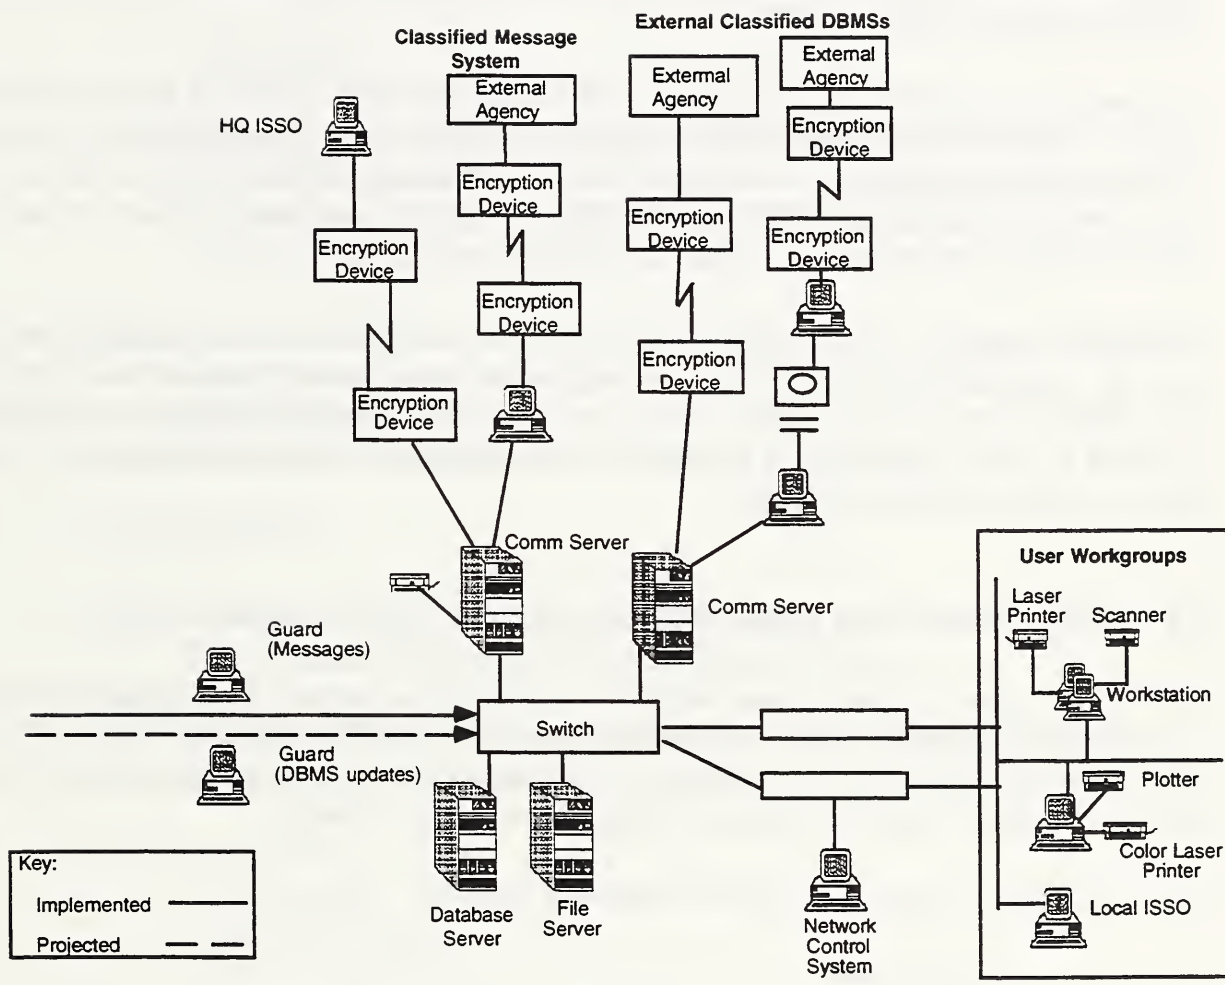 External Classified DBMSs
Classified Message
System
External
Agency
External
Agency
External
Agency
HQ ISSO
Encryption
Device
Encryption
Device
Encryption
Device
Encryption
Device
Encryption
Device
Encryption
Device
Encryption
Device
Encryption
Device
Comm Server
Comm Server
User Workgroups
Laser
Printer
Scanner
Workstation
Guard
(Messages)
Switch
Guard
(DBMS updates)
Plotter
Color Laser
Printer
Key:
Implemented
Projected
Database
Server
File
Server
Network
Control
System
Local ISSO